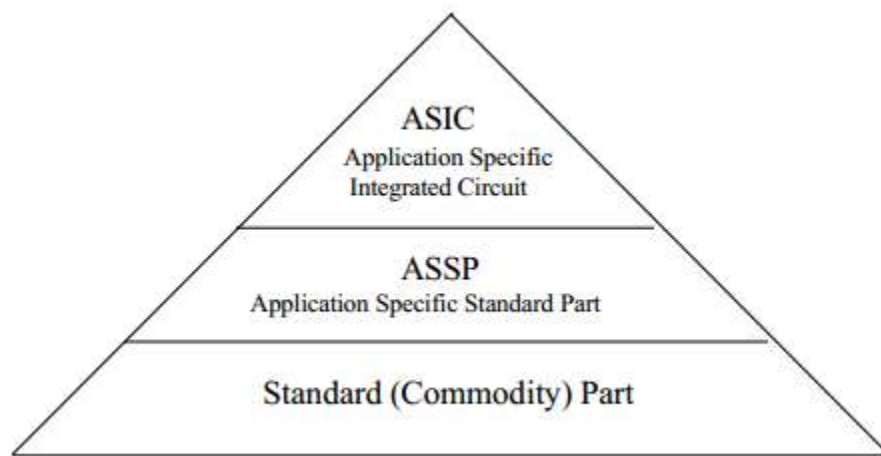 ASIC
Application Specific
Integrated Circuit
ASSP
Application Specific Standard Part
Standard (Commodity) Part